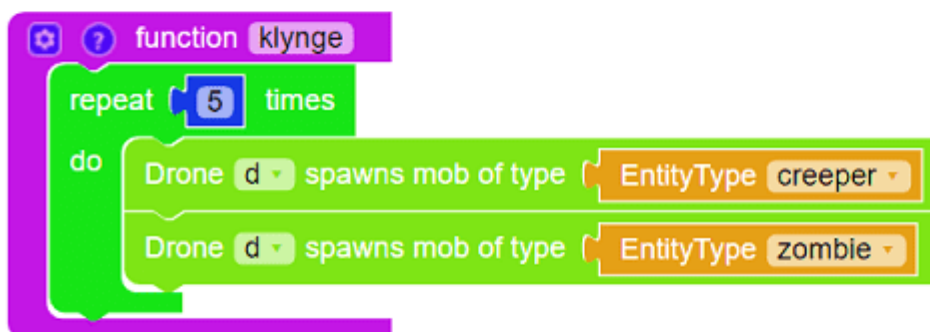 ? function klynge
repeat 5 times
do
Drone d spawns mob of type EntityType creeper
Drone d spawns mob of type EntityType zombie